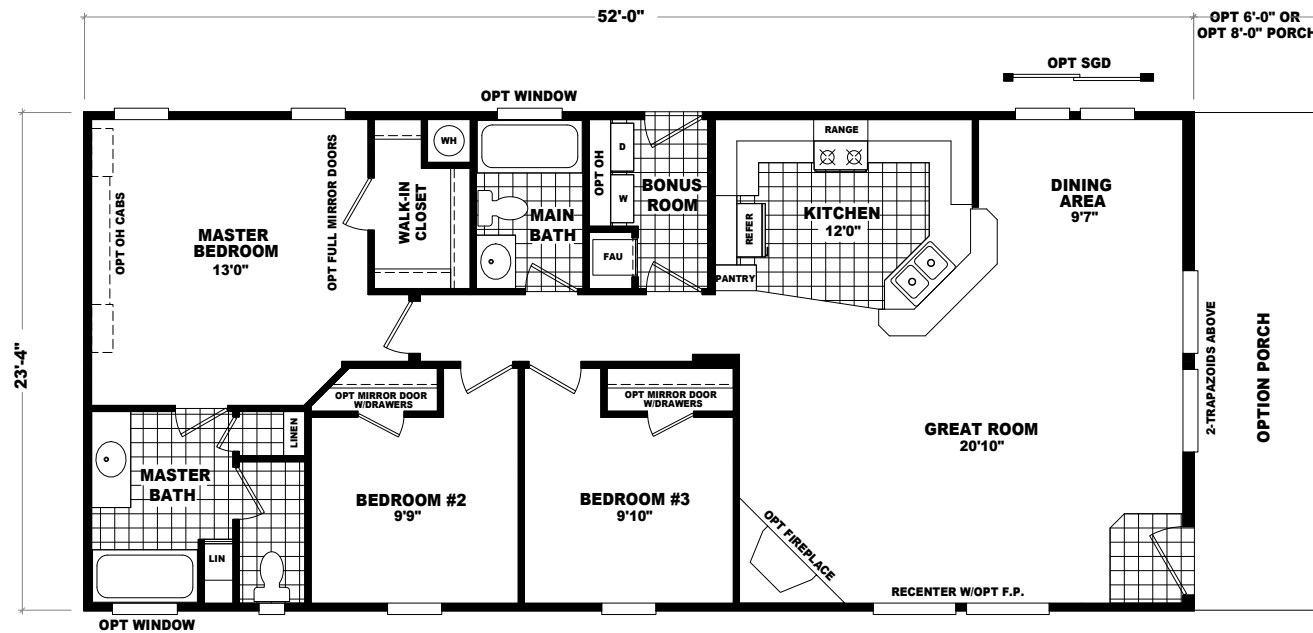 52'-0"
OPT 6'-0" OR
OPT 8'-0" PORCH
OPT SGD
OPT WINDOW
RANGE
WH
D
W
OPT OH
BONUS
ROOM
DINING
AREA
9'7"
OPT OH CABS
MASTER
BEDROOM
13'0"
OPT FULL MIRROR DOORS
WALK-IN
CLOSET
MAIN
BATH
KITCHEN
12'0"
REFER
FAU
PANTRY
23'-4"
2-TRAPAZOIDS ABOVE
OPTION PORCH
OPT MIRROR DOOR
W/DRAWERS
OPT MIRROR DOOR
W/DRAWERS
LINEN
GREAT ROOM
20'10"
MASTER
BATH
BEDROOM #2
9'9"
BEDROOM #3
9'10"
OPT FIREPLACE
LIN
RECENTER W/OPT F.P.
OPT WINDOW